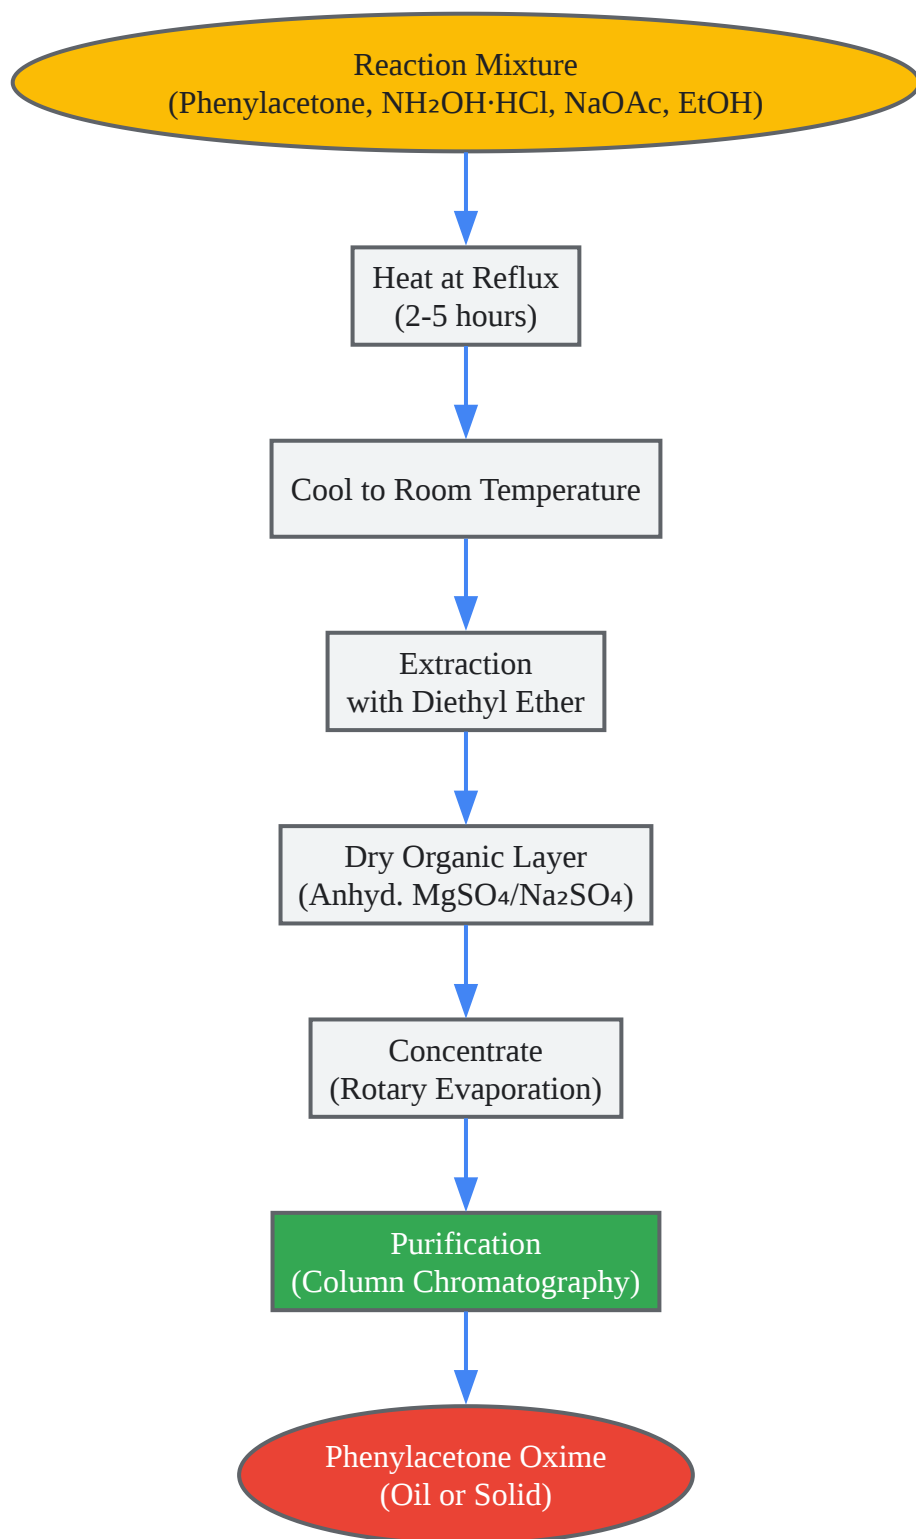 Reaction Mixture
(Phenylacetone, NH₂OH·HCl, NaOAc, EtOH)
Heat at Reflux
(2-5 hours)
Cool to Room Temperature
Extraction
with Diethyl Ether
Dry Organic Layer
(Anhyd. MgSO₄/Na₂SO₄)
Concentrate
(Rotary Evaporation)
Purification
(Column Chromatography)
Phenylacetone Oxime
(Oil or Solid)